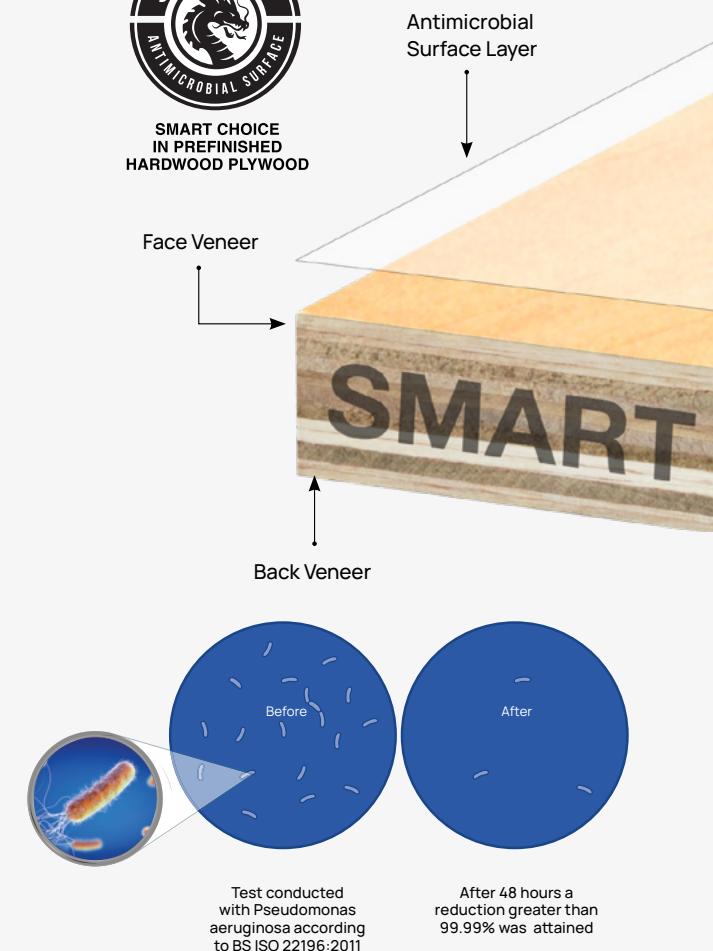 ANTIMICROBIAL SURFACE
SMART CHOICE
IN PREFINISHED
HARDWOOD PLYWOOD
Antimicrobial
Surface Layer
Face Veneer
SMART
Back Veneer
Before
After
Test conducted
with Pseudomonas
aeruginosa according
to BS ISO 22196:2011
After 48 hours a
reduction greater than
99.99% was attained